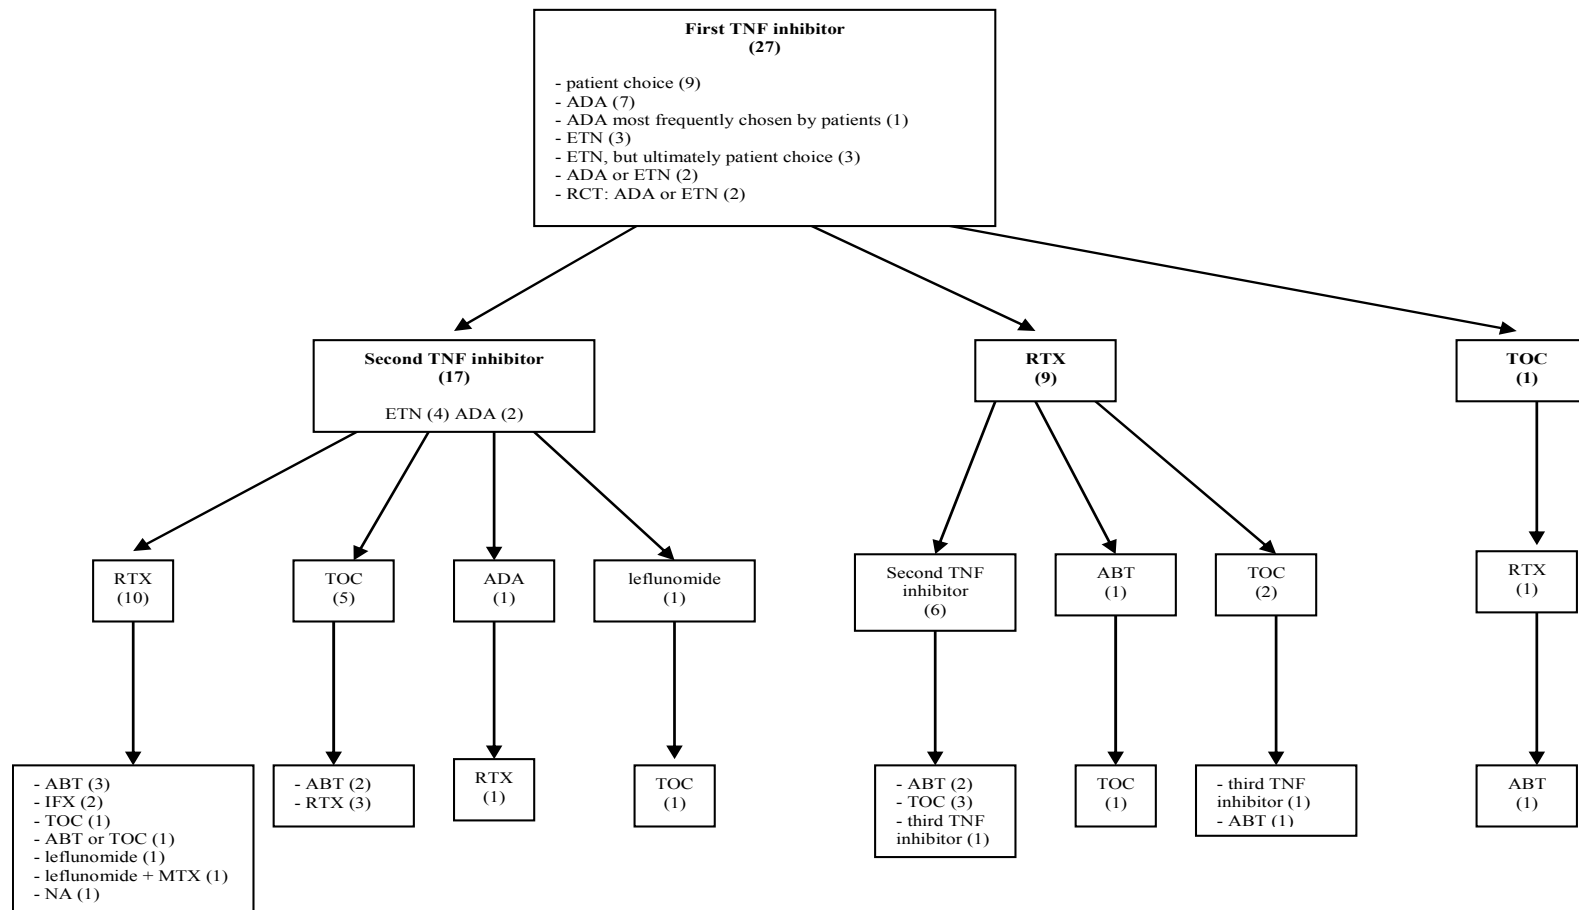 First TNF inhibitor
(27)
- patient choice (9)
- ADA (7)
- ADA most frequently chosen by patients (1)
- ETN (3)
- ETN, but ultimately patient choice (3)
- ADA or ETN (2)
- RCT: ADA or ETN (2)
Second TNF inhibitor
(17)
ETN (4) ADA (2)
RTX
(9)
TOC
(1)
RTX
(10)
TOC
(5)
ADA
(1)
leflunomide
(1)
Second TNF
inhibitor
(6)
ABT
(1)
TOC
(2)
RTX
(1)
- ABT (3)
- IFX (2)
- TOC (1)
- ABT or TOC (1)
- leflunomide (1)
- leflunomide + MTX (1)
- NA (1)
- ABT (2)
- RTX (3)
RTX
(1)
TOC
(1)
- ABT (2)
- TOC (3)
- third TNF
inhibitor (1)
TOC
(1)
- third TNF
inhibitor (1)
- ABT (1)
ABT
(1)